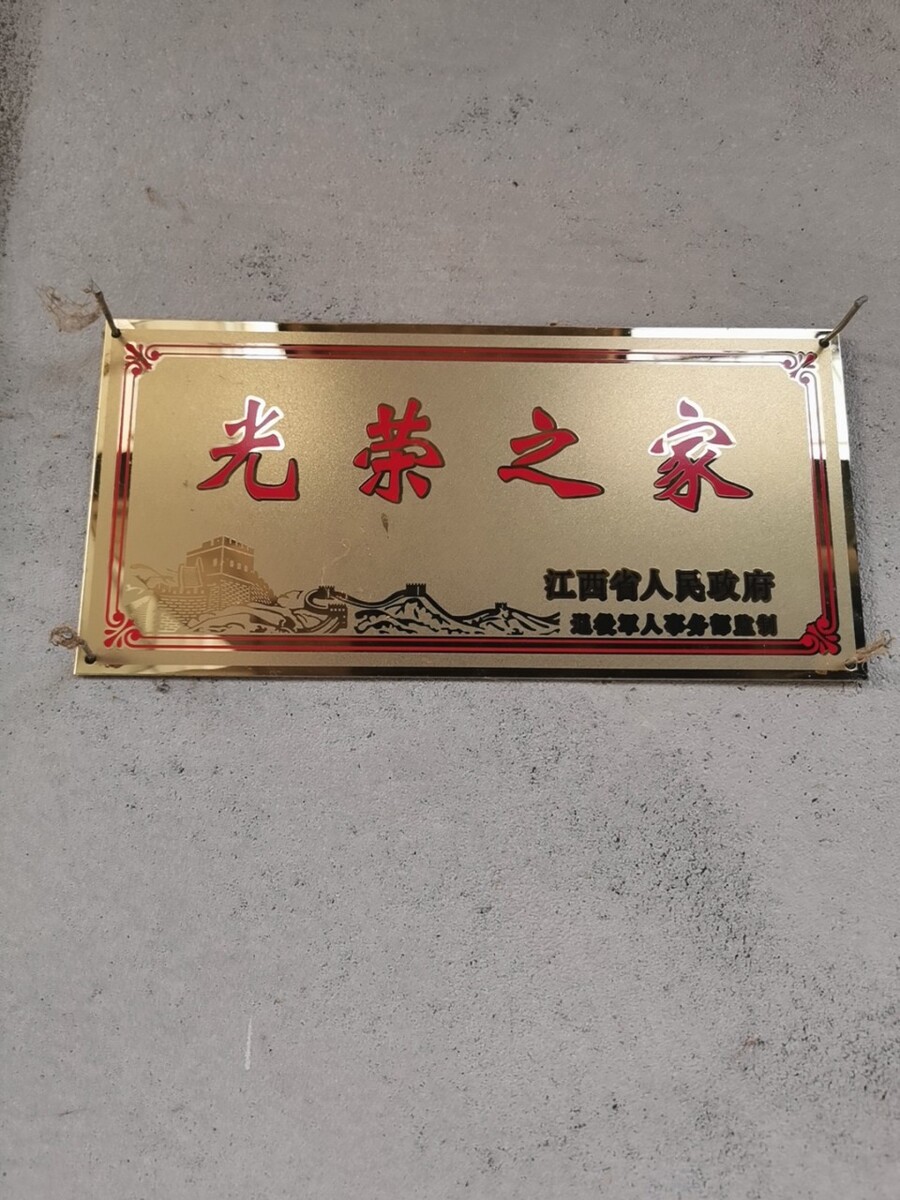 光荣之家
江西省人民政府
退役军人事务部监制